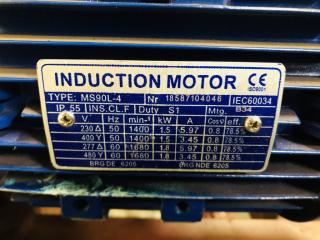 INDUCTION MOTOR CE
ISO9001
TYPE: MS90L-4 Nr 18587104046 IEC60034
IP 55 INS.CL.F Duty S1 Mtg. B34
V Hz min-¹ kW A Cosφ eff.
230 Δ 50 1400 1.5 5.97 0.8 78.5%
400 Y 50 1400 1.5 3.45 0.8 78.5%
277 Δ 60 1680 1.8 5.97 0.8 78.5%
480 Y 60 1680 1.8 3.45 0.8 78.5%
BRG DE 6205 BRG NDE 6205